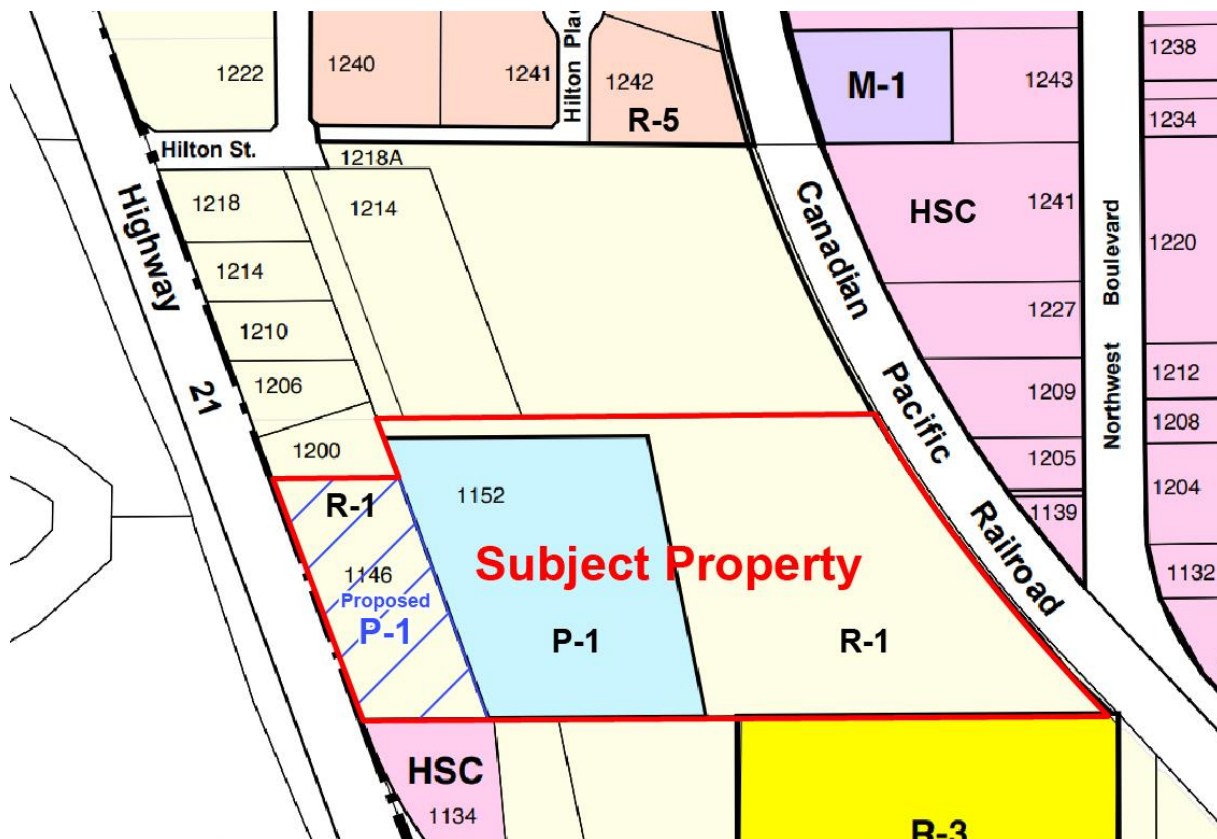 1222
1240
1241
Hilton Plac
1242
R-5
M-1
1243
1238
1234
Hilton St.
1218A
1218
1214
Highway 21
Canadian Pacific Railroad
HSC
1241
Northwest Boulevard
1220
1214
1210
1227
1206
1209
1212
1208
1200
1205
1204
R-1
1152
1139
1146
Proposed
P-1
Subject Property
1132
P-1
R-1
HSC
1134
R-3